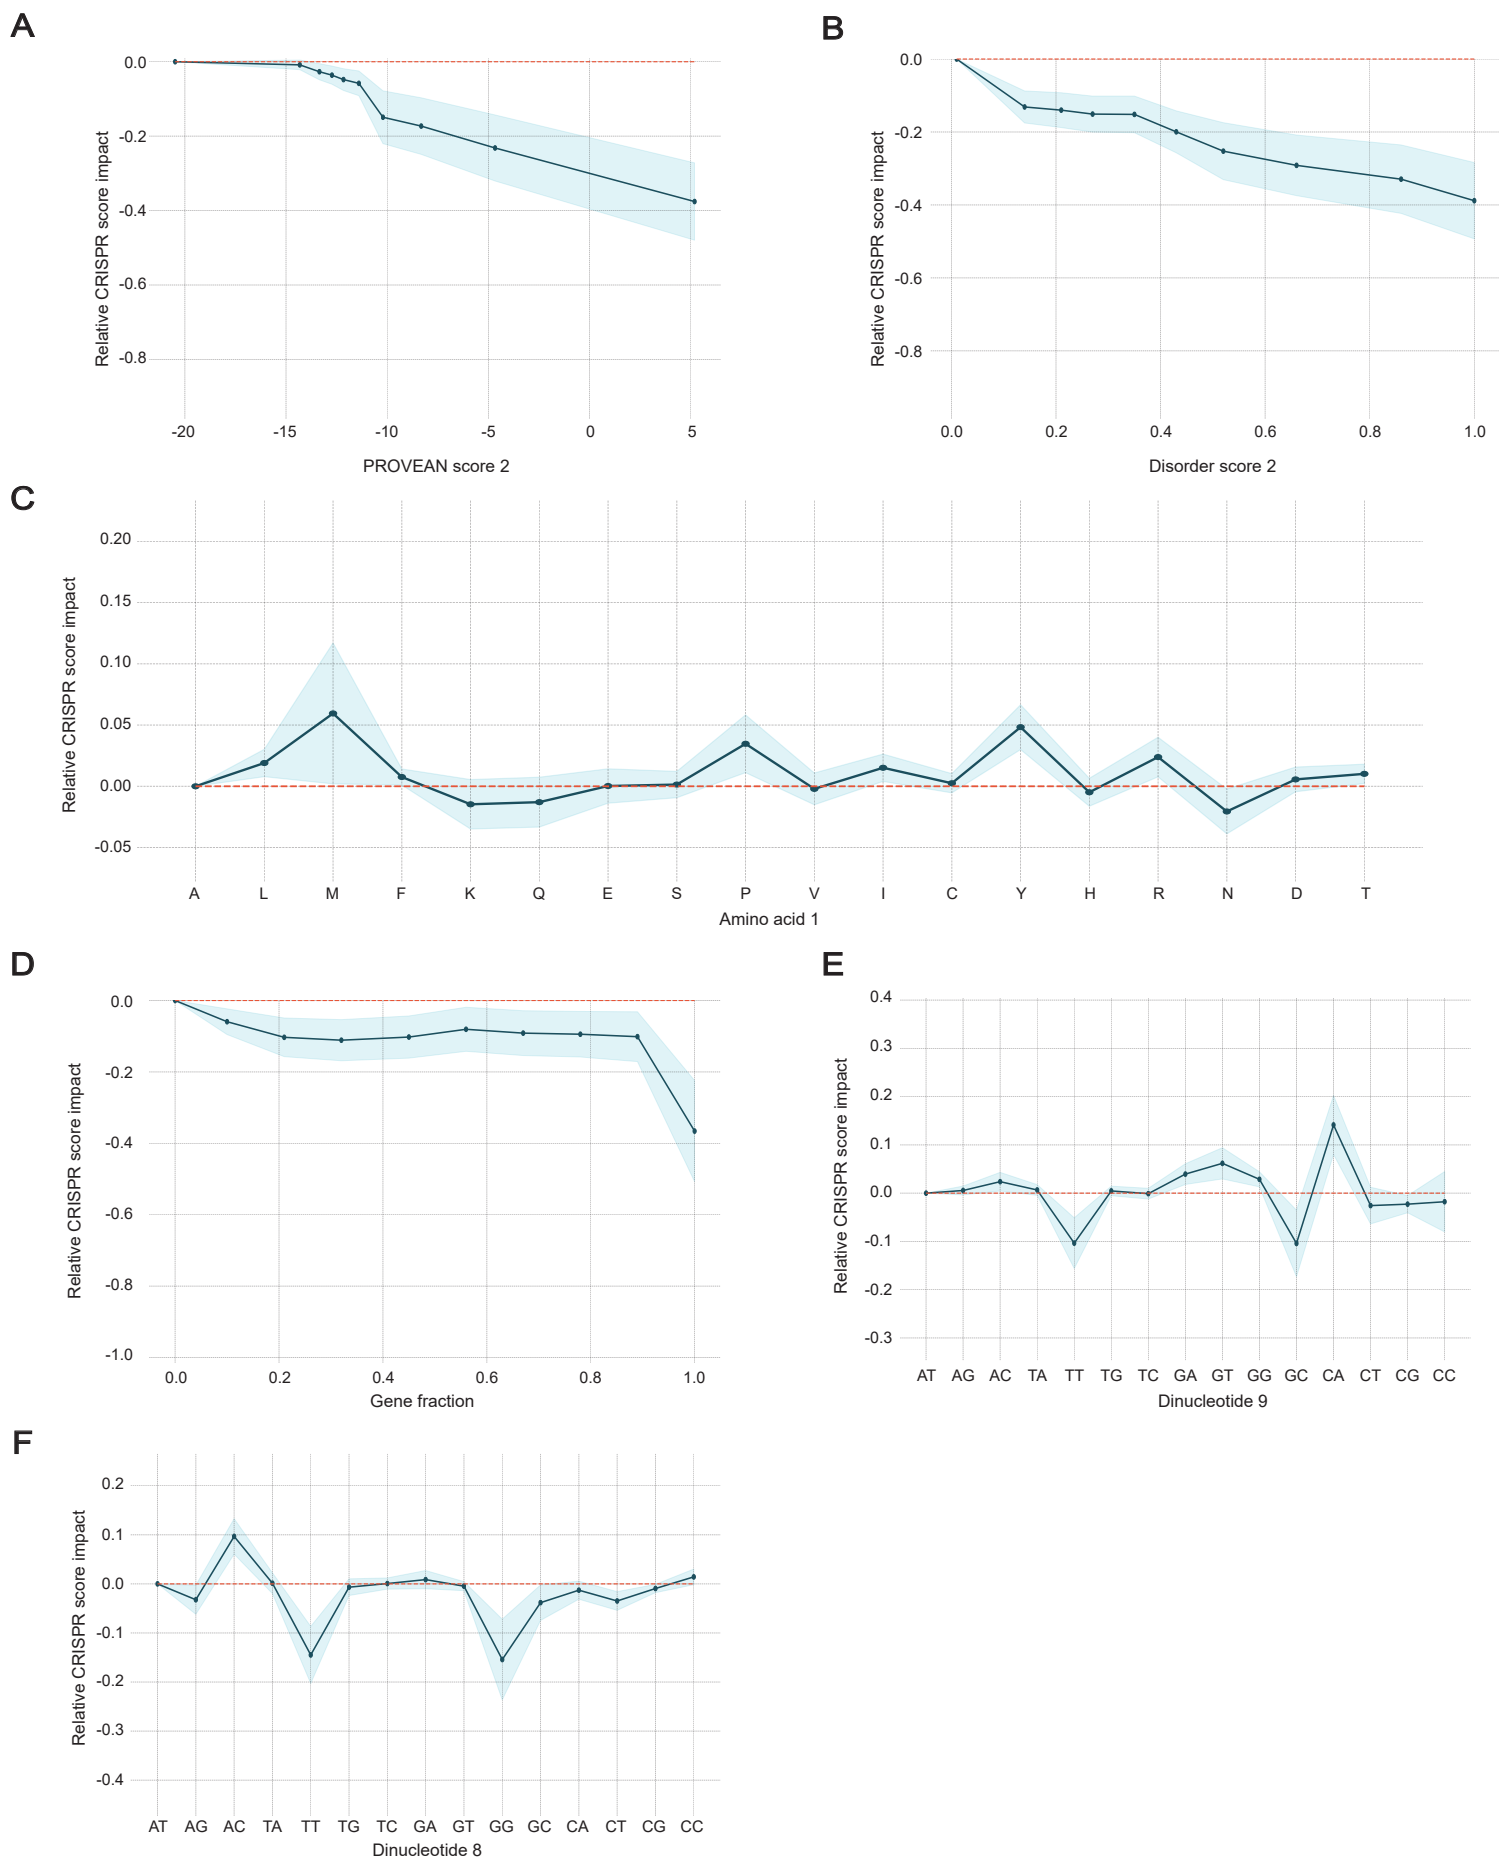 A
0.0
-0.2
-0.4
-0.6
-0.8
Relative CRISPR score impact
-20 -15 -10 -5 0 5
PROVEAN score 2
B
0.0
-0.2
-0.4
-0.6
-0.8
Relative CRISPR score impact
0.0 0.2 0.4 0.6 0.8 1.0
Disorder score 2
C
0.20
0.15
0.10
0.05
0.00
-0.05
Relative CRISPR score impact
A L M F K Q E S P V I C Y H R N D T
Amino acid 1
D
0.0
-0.2
-0.4
-0.6
-0.8
-1.0
Relative CRISPR score impact
0.0 0.2 0.4 0.6 0.8 1.0
Gene fraction
E
0.4
0.3
0.2
0.1
0.0
-0.1
-0.2
-0.3
Relative CRISPR score impact
AT AG AC TA TT TG TC GA GT GG GC CA CT CG CC
Dinucleotide 9
F
0.2
0.1
0.0
-0.1
-0.2
-0.3
-0.4
Relative CRISPR score impact
AT AG AC TA TT TG TC GA GT GG GC CA CT CG CC
Dinucleotide 8